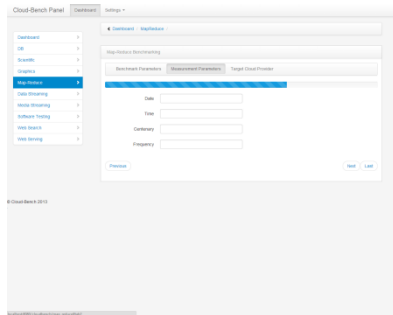 Cloud-Bench Panel Dashboard Settings
Dashboard
DB
Scientific
Graphics
Map-Reduce
Data Streaming
Media Streaming
Software Testing
Web Search
Web Serving
Dashboard MapReduce
Map-Reduce Benchmarking
Benchmark Parameters Measurement Parameters Target Cloud Provider
Date
Time
Frequency
Previous Next Last
© Cloud-Bench 2013